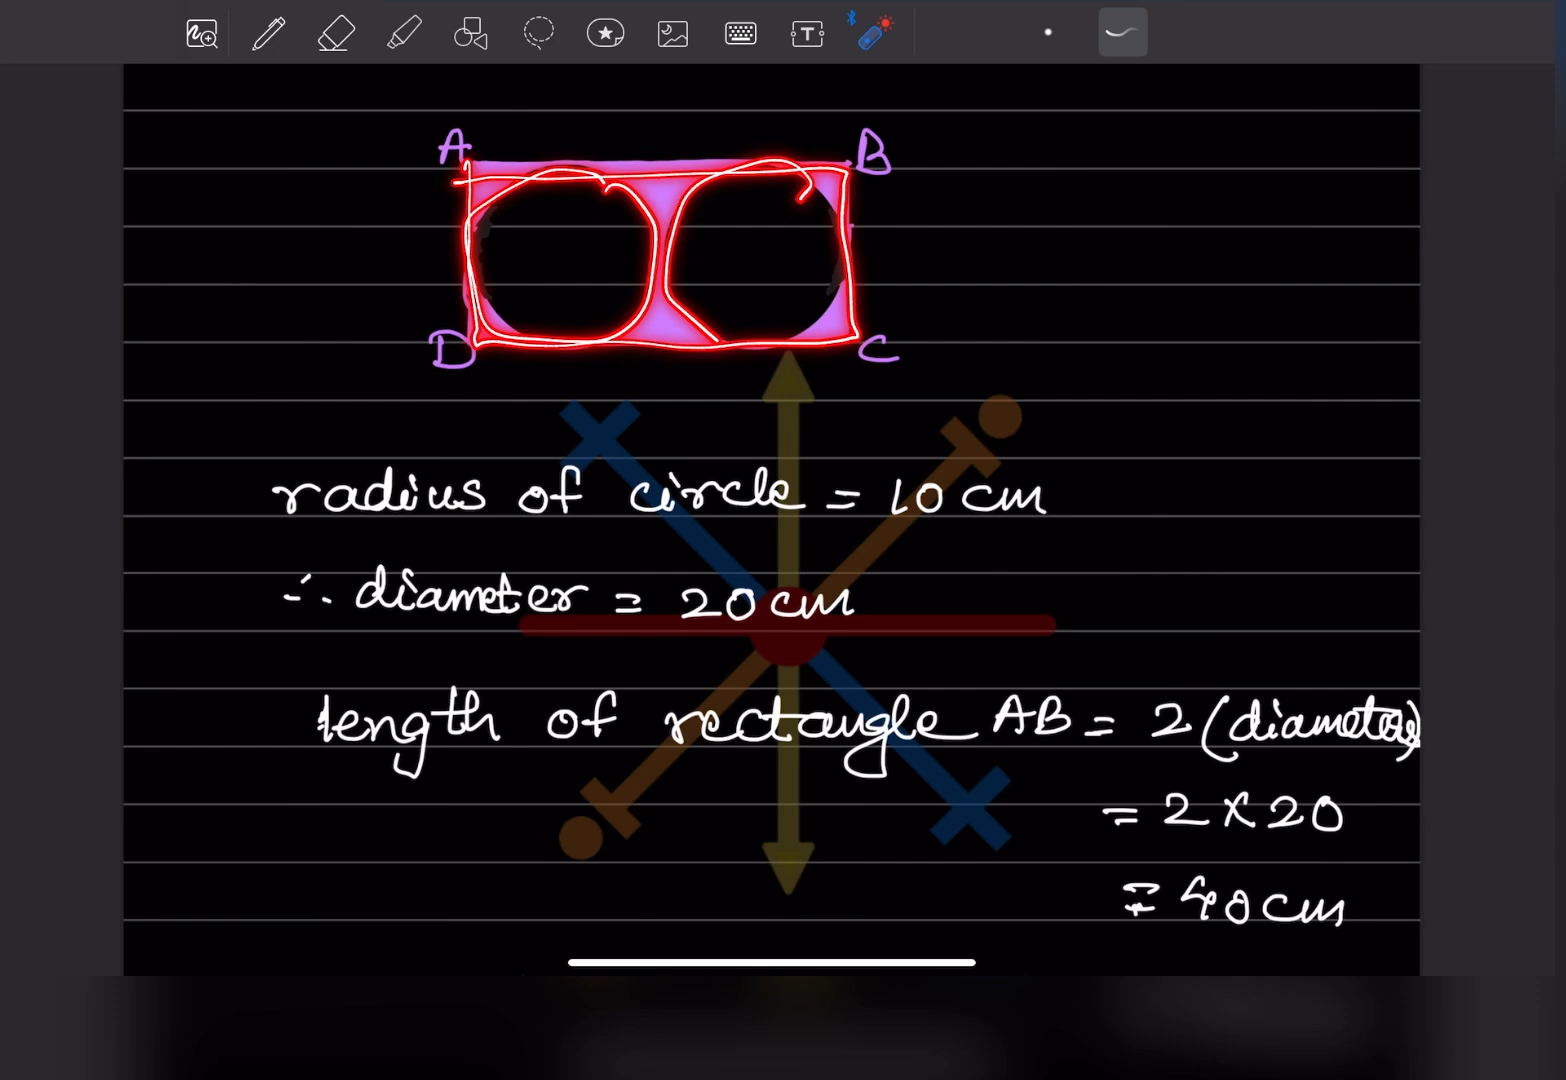 A B
D C
radius of circle = 10 cm
∴ diameter = 20 cm
length of rectangle AB = 2 (diameter)
= 2 × 20
= 40 cm